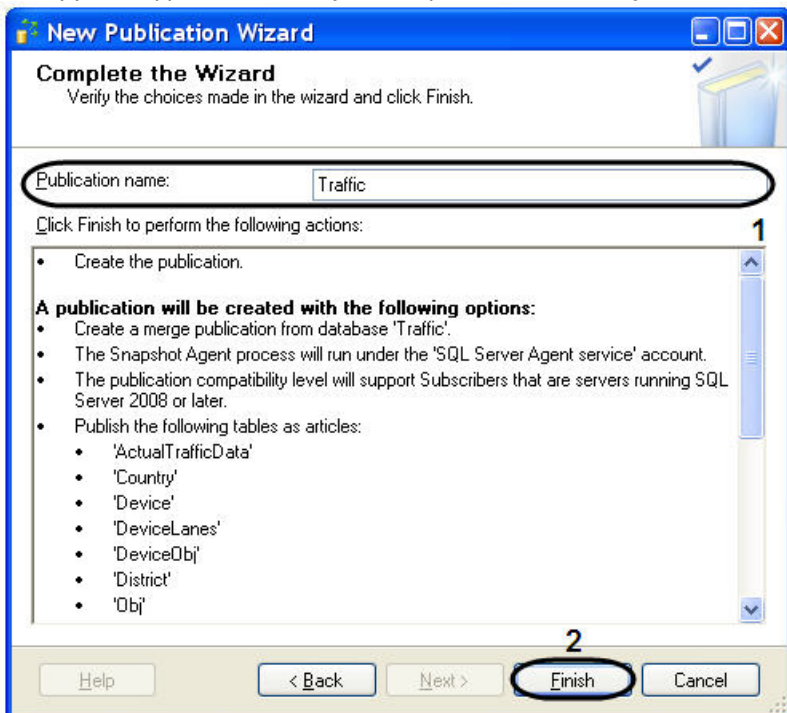 New Publication Wizard
Complete the Wizard
Verify the choices made in the wizard and click Finish.
Publication name: Traffic
Click Finish to perform the following actions:
1
• Create the publication.
A publication will be created with the following options:
• Create a merge publication from database 'Traffic'.
• The Snapshot Agent process will run under the 'SQL Server Agent service' account.
• The publication compatibility level will support Subscribers that are servers running SQL
Server 2008 or later.
• Publish the following tables as articles:
• 'ActualTrafficData'
• 'Country'
• 'Device'
• 'DeviceLanes'
• 'DeviceObj'
• 'District'
• 'Obj'
2
Help
< Back
Next >
Finish
Cancel